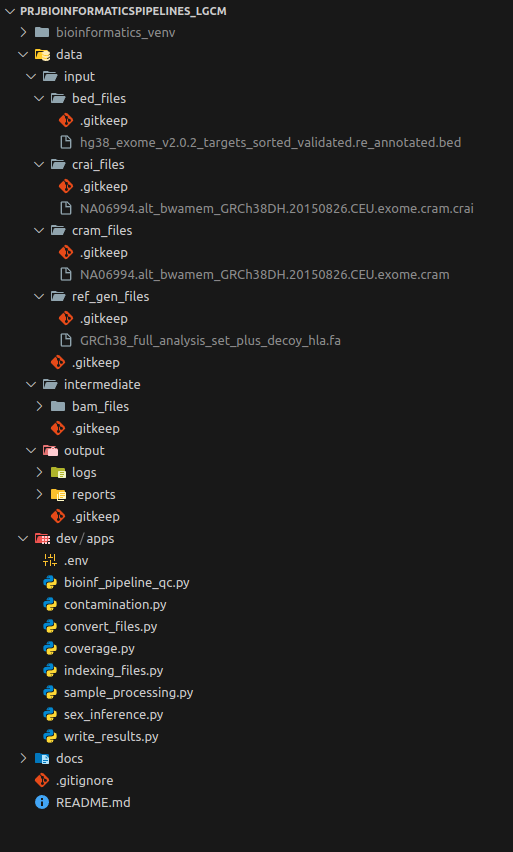 PRJBIOINFORMATICSPIPELINES_LGCM
bioinformatics_venv
data
input
bed_files
.gitkeep
hg38_exome_v2.0.2_targets_sorted_validated.re_annotated.bed
crai_files
.gitkeep
NA06994.alt_bwamem_GRCh38DH.20150826.CEU.exome.cram.crai
cram_files
.gitkeep
NA06994.alt_bwamem_GRCh38DH.20150826.CEU.exome.cram
ref_gen_files
.gitkeep
GRCh38_full_analysis_set_plus_decoy_hla.fa
.gitkeep
intermediate
bam_files
.gitkeep
output
logs
reports
.gitkeep
dev/apps
.env
bioinf_pipeline_qc.py
contamination.py
convert_files.py
coverage.py
indexing_files.py
sample_processing.py
sex_inference.py
write_results.py
docs
.gitignore
README.md